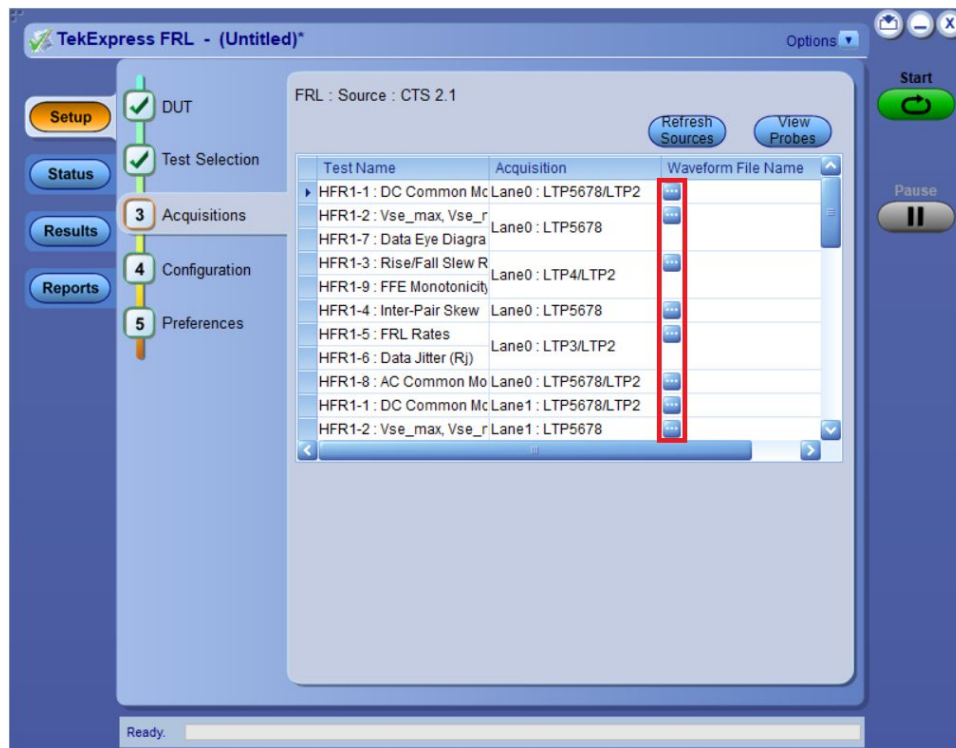 TekExpress FRL - (Untitled)*
Options
Start
Pause
Setup
Status
Results
Reports
DUT
Test Selection
3 Acquisitions
4 Configuration
5 Preferences
FRL : Source : CTS 2.1
Refresh Sources
View Probes
Test Name Acquisition Waveform File Name
HFR1-1 : DC Common Mo Lane0 : LTP5678/LTP2
HFR1-2 : Vse_max, Vse_r
Lane0 : LTP5678
HFR1-7 : Data Eye Diagra
HFR1-3 : Rise/Fall Slew R
Lane0 : LTP4/LTP2
HFR1-9 : FFE Monotonicity
HFR1-4 : Inter-Pair Skew Lane0 : LTP5678
HFR1-5 : FRL Rates
Lane0 : LTP3/LTP2
HFR1-6 : Data Jitter (Rj)
HFR1-8 : AC Common Mo Lane0 : LTP5678/LTP2
HFR1-1 : DC Common Mo Lane1 : LTP5678/LTP2
HFR1-2 : Vse_max, Vse_r Lane1 : LTP5678
Ready.